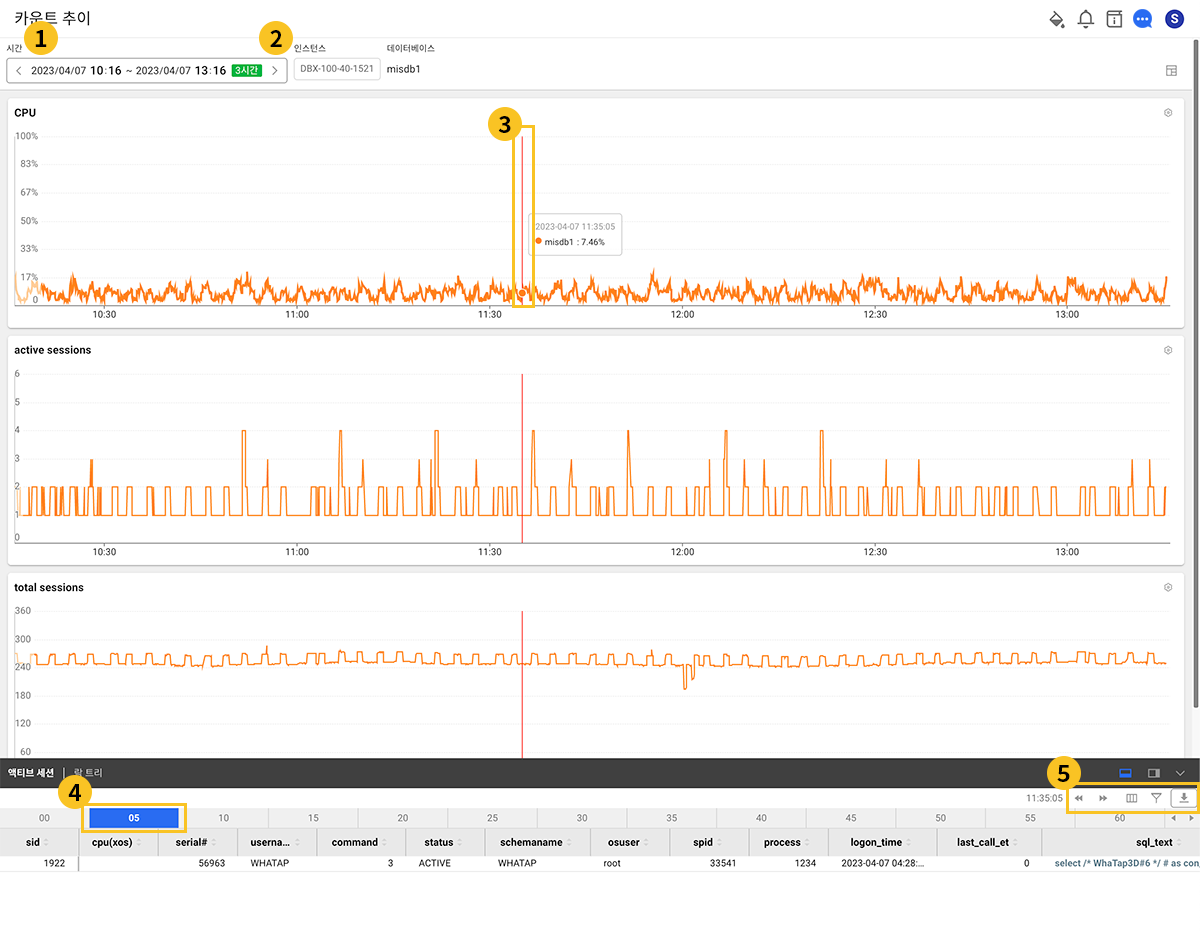 카운트 추이
S
1
2
시간
인스턴스
데이터베이스
2023/04/07 10:16 ~ 2023/04/07 13:16 3시간
DBX-100-40-1521
misdb1
CPU
3
100%
83%
67%
50%
33%
17%
0
2023-04-07 11:35:05
misdb1 : 7.46%
10:30 11:00 11:30 12:00 12:30 13:00
active sessions
6
5
4
3
2
1
0
10:30 11:00 11:30 12:00 12:30 13:00
total sessions
360
300
240
180
120
60
액티브 세션 락 트리
4
5
11:35:05
00 05 10 15 20 25 30 35 40 45 50 55 60
sid cpu(xos) serial# userna... command status schemaname osuser spid process logon_time last_call_et sql_text
1922 56963 WHATAP 3 ACTIVE WHATAP root 33541 1234 2023-04-07 04:28:... 0 select /* WhaTap3D#6 */ # as con